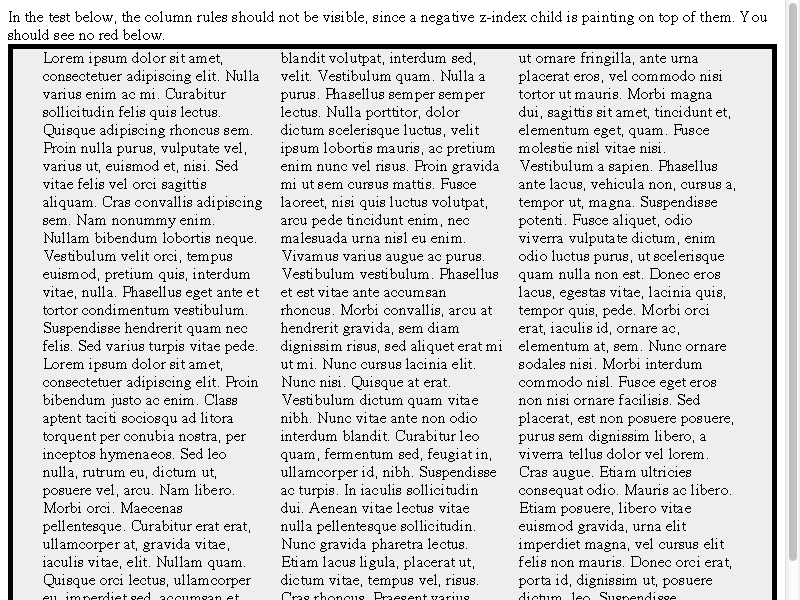 In the test below, the column rules should not be visible, since a negative z-index child is painting on top of them. You
should see no red below.
Lorem ipsum dolor sit amet,
consectetuer adipiscing elit. Nulla
varius enim ac mi. Curabitur
sollicitudin felis quis lectus.
Quisque adipiscing rhoncus sem.
Proin nulla purus, vulputate vel,
varius ut, euismod et, nisi. Sed
vitae felis vel orci sagittis
aliquam. Cras convallis adipiscing
sem. Nam nonummy enim.
Nullam bibendum lobortis neque.
Vestibulum velit orci, tempus
euismod, pretium quis, interdum
vitae, nulla. Phasellus eget ante et
tortor condimentum vestibulum.
Suspendisse hendrerit quam nec
felis. Sed varius turpis vitae pede.
Lorem ipsum dolor sit amet,
consectetuer adipiscing elit. Proin
bibendum justo ac enim. Class
aptent taciti sociosqu ad litora
torquent per conubia nostra, per
inceptos hymenaeos. Sed leo
nulla, rutrum eu, dictum ut,
posuere vel, arcu. Nam libero.
Morbi orci. Maecenas
pellentesque. Curabitur erat erat,
ullamcorper at, gravida vitae,
iaculis vitae, elit. Nullam quam.
Quisque orci lectus, ullamcorper
eu, imperdiet sed, accumsan et
blandit volutpat, interdum sed,
velit. Vestibulum quam. Nulla a
purus. Phasellus semper semper
lectus. Nulla porttitor, dolor
dictum scelerisque luctus, velit
ipsum lobortis mauris, ac pretium
enim nunc vel risus. Proin gravida
mi ut sem cursus mattis. Fusce
laoreet, nisi quis luctus volutpat,
arcu pede tincidunt enim, nec
malesuada urna nisl eu enim.
Vivamus varius augue ac purus.
Vestibulum vestibulum. Phasellus
et est vitae ante accumsan
rhoncus. Morbi convallis, arcu at
hendrerit gravida, sem diam
dignissim risus, sed aliquet erat mi
ut mi. Nunc cursus lacinia elit.
Nunc nisi. Quisque at erat.
Vestibulum dictum quam vitae
nibh. Nunc vitae ante non odio
interdum blandit. Curabitur leo
quam, fermentum sed, feugiat in,
ullamcorper id, nibh. Suspendisse
ac turpis. In iaculis sollicitudin
dui. Aenean vitae lectus vitae
nulla pellentesque sollicitudin.
Nunc gravida pharetra lectus.
Etiam lacus ligula, placerat ut,
dictum vitae, tempus vel, risus.
Cras rhoncus. Praesent varius
ut ornare fringilla, ante urna
placerat eros, vel commodo nisi
tortor ut mauris. Morbi magna
dui, sagittis sit amet, tincidunt et,
elementum eget, quam. Fusce
molestie nisl vitae nisi.
Vestibulum a sapien. Phasellus
ante lacus, vehicula non, cursus a,
tempor ut, magna. Suspendisse
potenti. Fusce aliquet, odio
viverra vulputate dictum, enim
odio luctus purus, ut scelerisque
quam nulla non est. Donec eros
lacus, egestas vitae, lacinia quis,
tempor quis, pede. Morbi orci
erat, iaculis id, ornare ac,
elementum at, sem. Nunc ornare
sodales nisi. Morbi interdum
commodo nisl. Fusce eget eros
non nisi ornare facilisis. Sed
placerat, est non posuere posuere,
purus sem dignissim libero, a
viverra tellus dolor vel lorem.
Cras augue. Etiam ultricies
consequat odio. Mauris ac libero.
Etiam posuere, libero vitae
euismod gravida, urna elit
imperdiet magna, vel cursus elit
felis non mauris. Donec orci erat,
porta id, dignissim ut, posuere
dictum, leo. Suspendisse